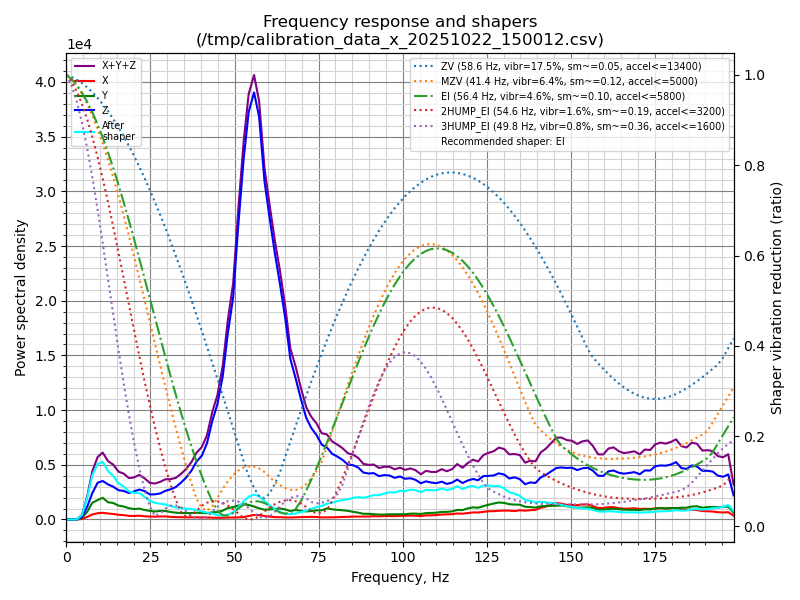 Frequency response and shapers
(/tmp/calibration_data_x_20251022_150012.csv)
1e4
X+Y+Z
X
Y
Z
After
shaper
ZV (58.6 Hz, vibr=17.5%, sm~=0.05, accel<=13400)
MZV (41.4 Hz, vibr=6.4%, sm~=0.12, accel<=5000)
EI (56.4 Hz, vibr=4.6%, sm~=0.10, accel<=5800)
2HUMP_EI (54.6 Hz, vibr=1.6%, sm~=0.19, accel<=3200)
3HUMP_EI (49.8 Hz, vibr=0.8%, sm~=0.36, accel<=1600)
Recommended shaper: EI
Power spectral density
4.0
3.5
3.0
2.5
2.0
1.5
1.0
0.5
0.0
0
25
50
75
100
125
150
175
Frequency, Hz
1.0
0.8
0.6
0.4
0.2
0.0
Shaper vibration reduction (ratio)